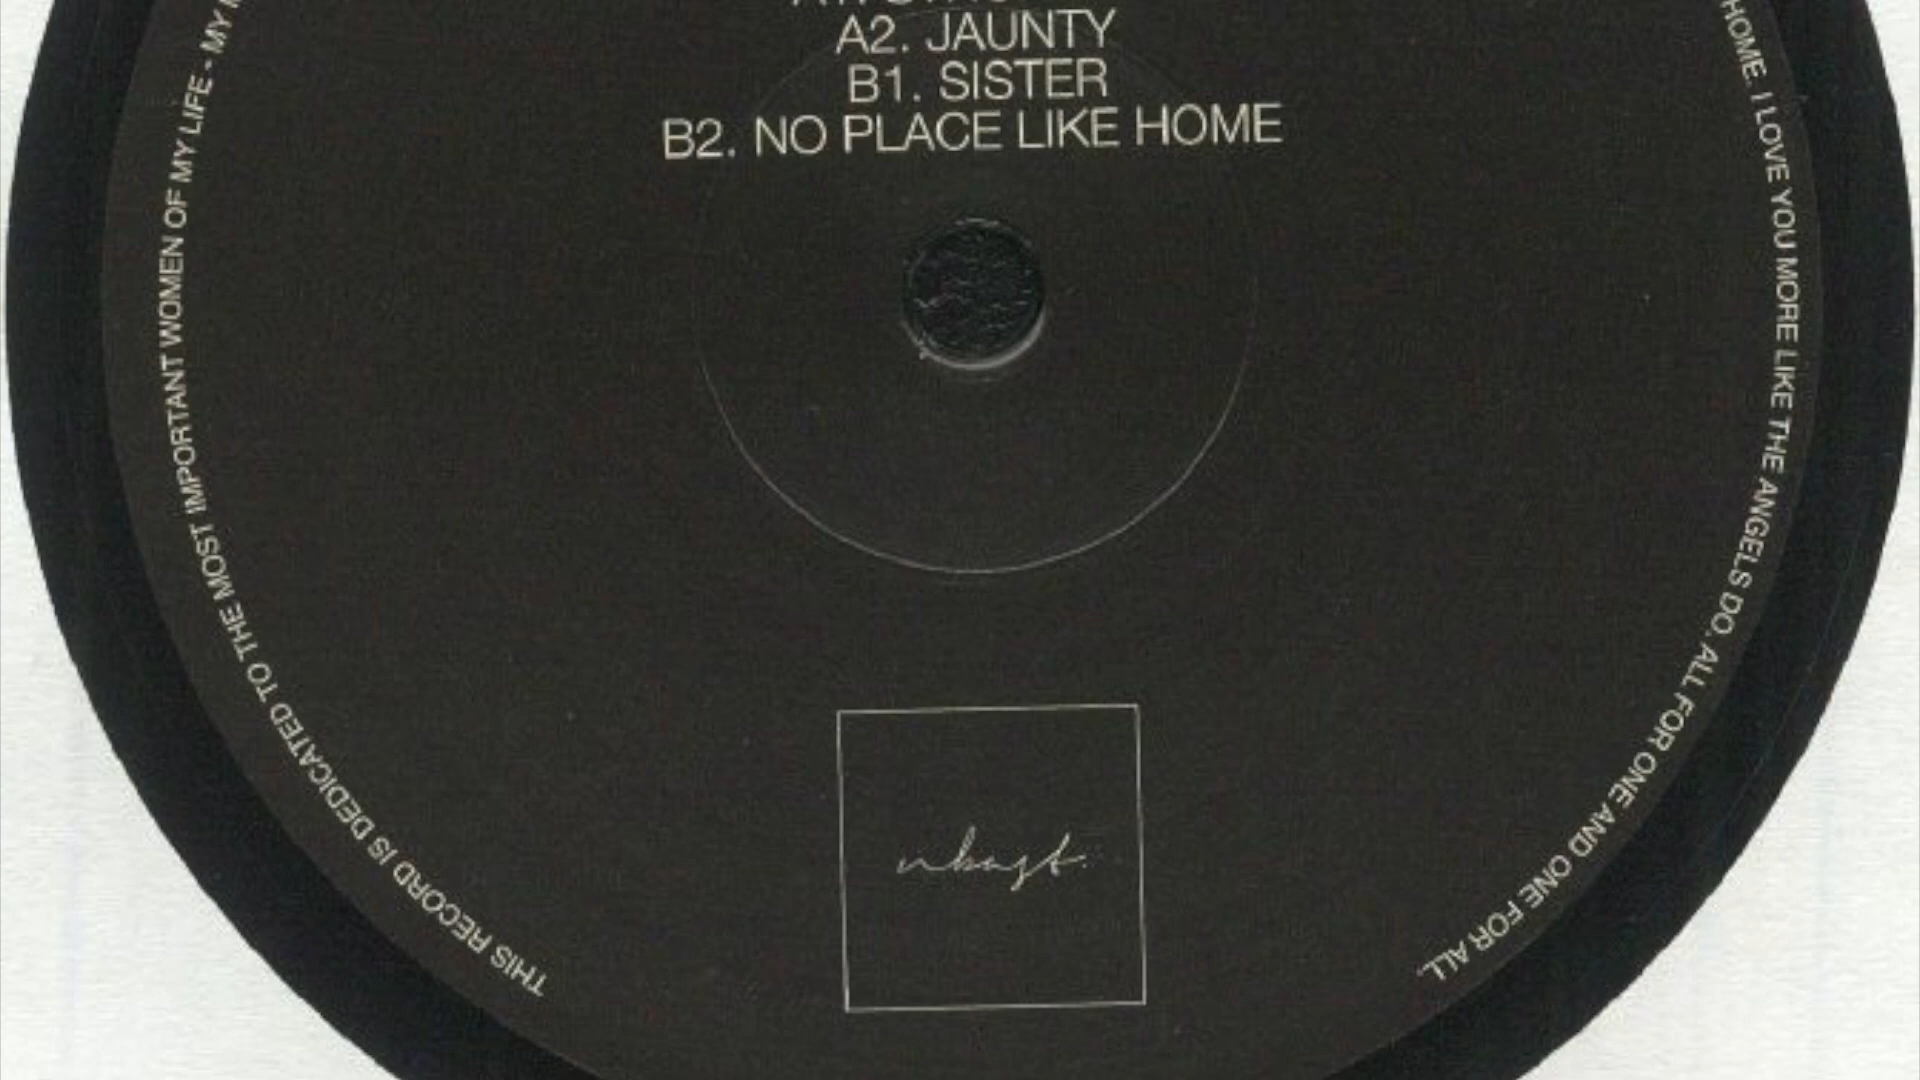 A2. JAUNTY
B1. SISTER
B2. NO PLACE LIKE HOME
THIS RECORD IS DEDICATED TO THE MOST IMPORTANT WOMEN OF MY LIFE - MY
HOME. I LOVE YOU MORE LIKE THE ANGELS DO. ALL FOR ONE AND ONE FOR ALL.